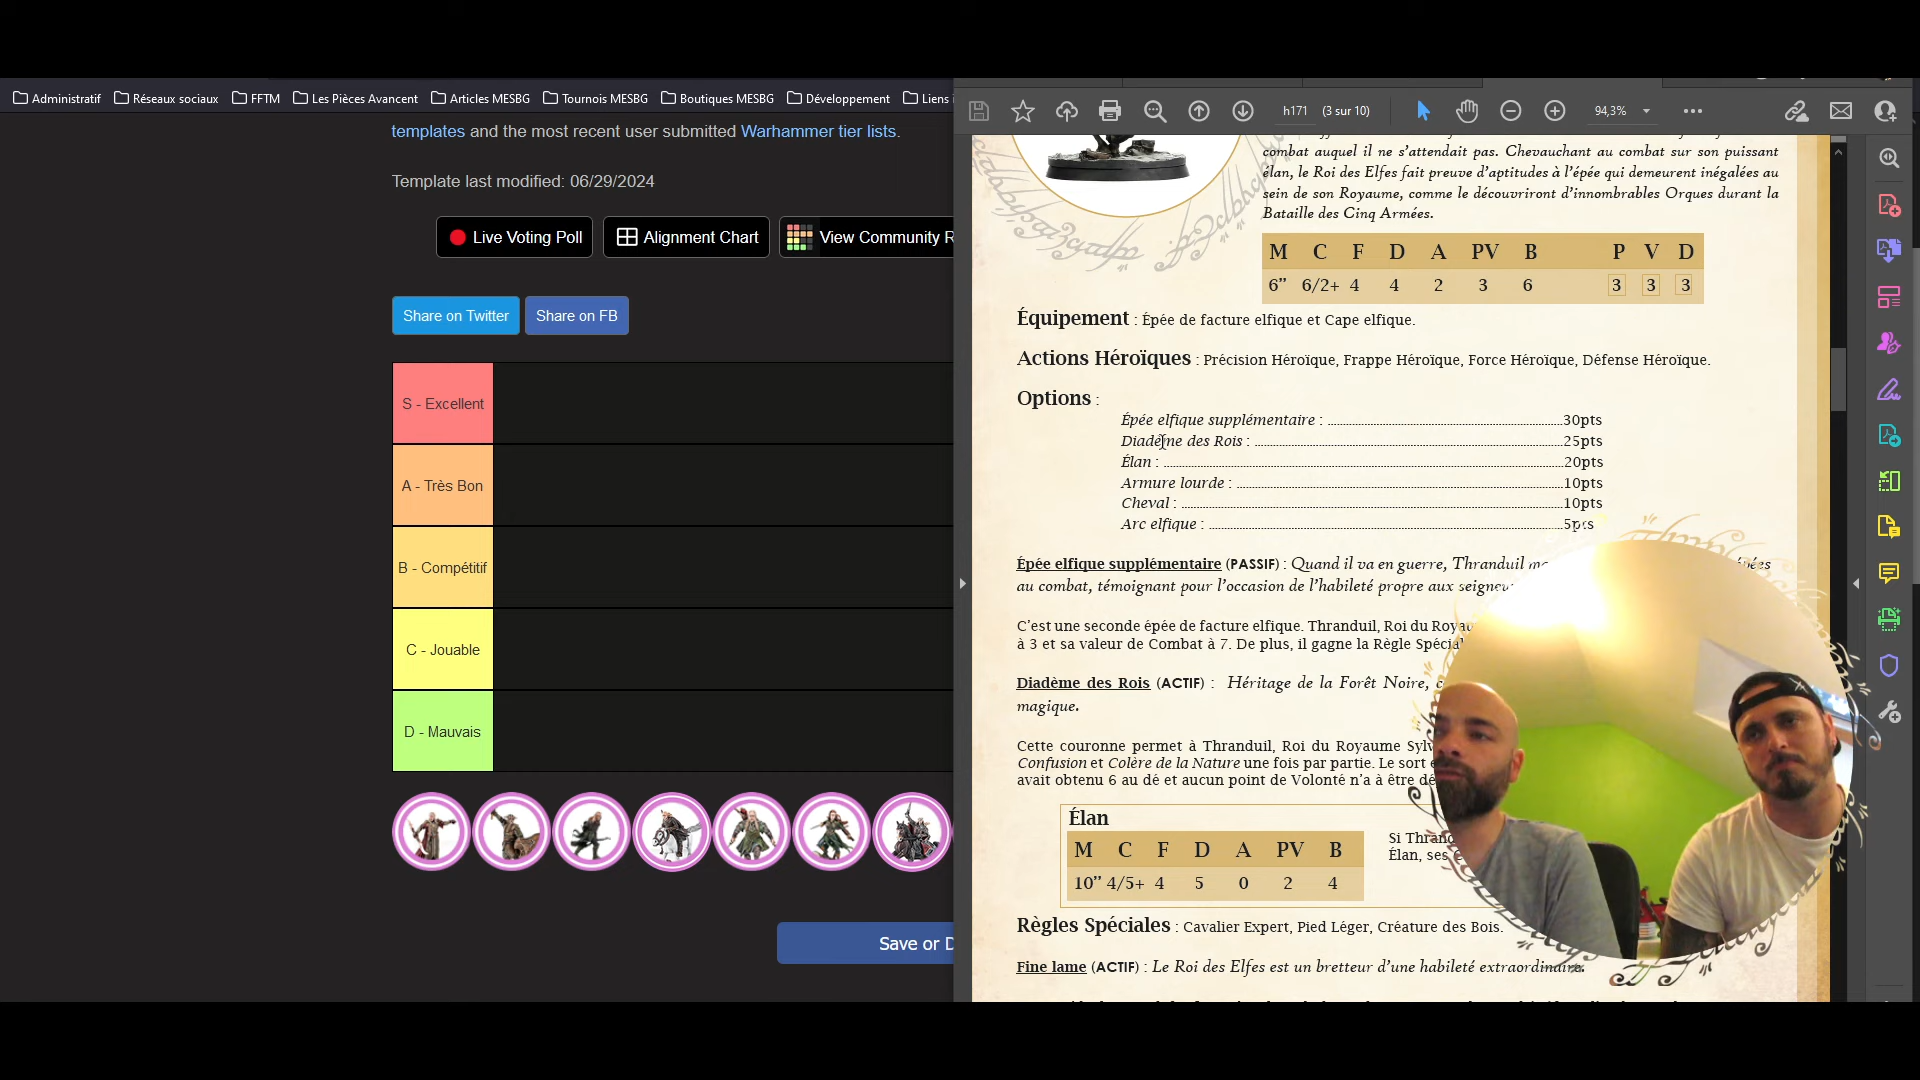 Administratif
Réseaux sociaux
FFTM
Les Pièces Avancent
Articles MESBG
Tournois MESBG
Boutiques MESBG
Développement
Liens
templates and the most recent user submitted Warhammer tier lists.
Template last modified: 06/29/2024
Live Voting Poll
Alignment Chart
View Community R
Share on Twitter
Share on FB
S - Excellent
A - Très Bon
B - Compétitif
C - Jouable
D - Mauvais
Save or D
h171 (3 sur 10)
94,3%
combat auquel il ne s'attendait pas. Chevauchant au combat sur son puissant
élan, le Roi des Elfes fait preuve d'aptitudes à l'épée qui demeurent inégalées au
sein de son Royaume, comme le découvriront d'innombrables Orques durant la
Bataille des Cinq Armées.
M C F D A PV B P V D
6" 6/2+ 4 4 2 3 6 3 3 3
Équipement : Épée de facture elfique et Cape elfique.
Actions Héroïques : Précision Héroïque, Frappe Héroïque, Force Héroïque, Défense Héroïque.
Options :
Épée elfique supplémentaire : 30pts
Diadème des Rois : 25pts
Élan : 20pts
Armure lourde : 10pts
Cheval : 10pts
Arc elfique : 5pts
Épée elfique supplémentaire (PASSIF) : Quand il va en guerre, Thranduil
au combat, témoignant pour l'occasion de l'habileté propre aux
C'est une seconde épée de facture elfique. Thranduil, Roi du
à 3 et sa valeur de Combat à 7. De plus, il gagne la Règle
Diadème des Rois (ACTIF) : Héritage de la Forêt Noire,
magique.
Cette couronne permet à Thranduil, Roi du Royaume
Confusion et Colère de la Nature une fois par partie. Le sort
avait obtenu 6 au dé et aucun point de Volonté n'a à être
Élan
M C F D A PV B
10" 4/5+ 4 5 0 2 4
Si
Élan, ses
Règles Spéciales : Cavalier Expert, Pied Léger, Créature des Bois.
Fine lame (ACTIF) : Le Roi des Elfes est un bretteur d'une habileté extraordinaire.